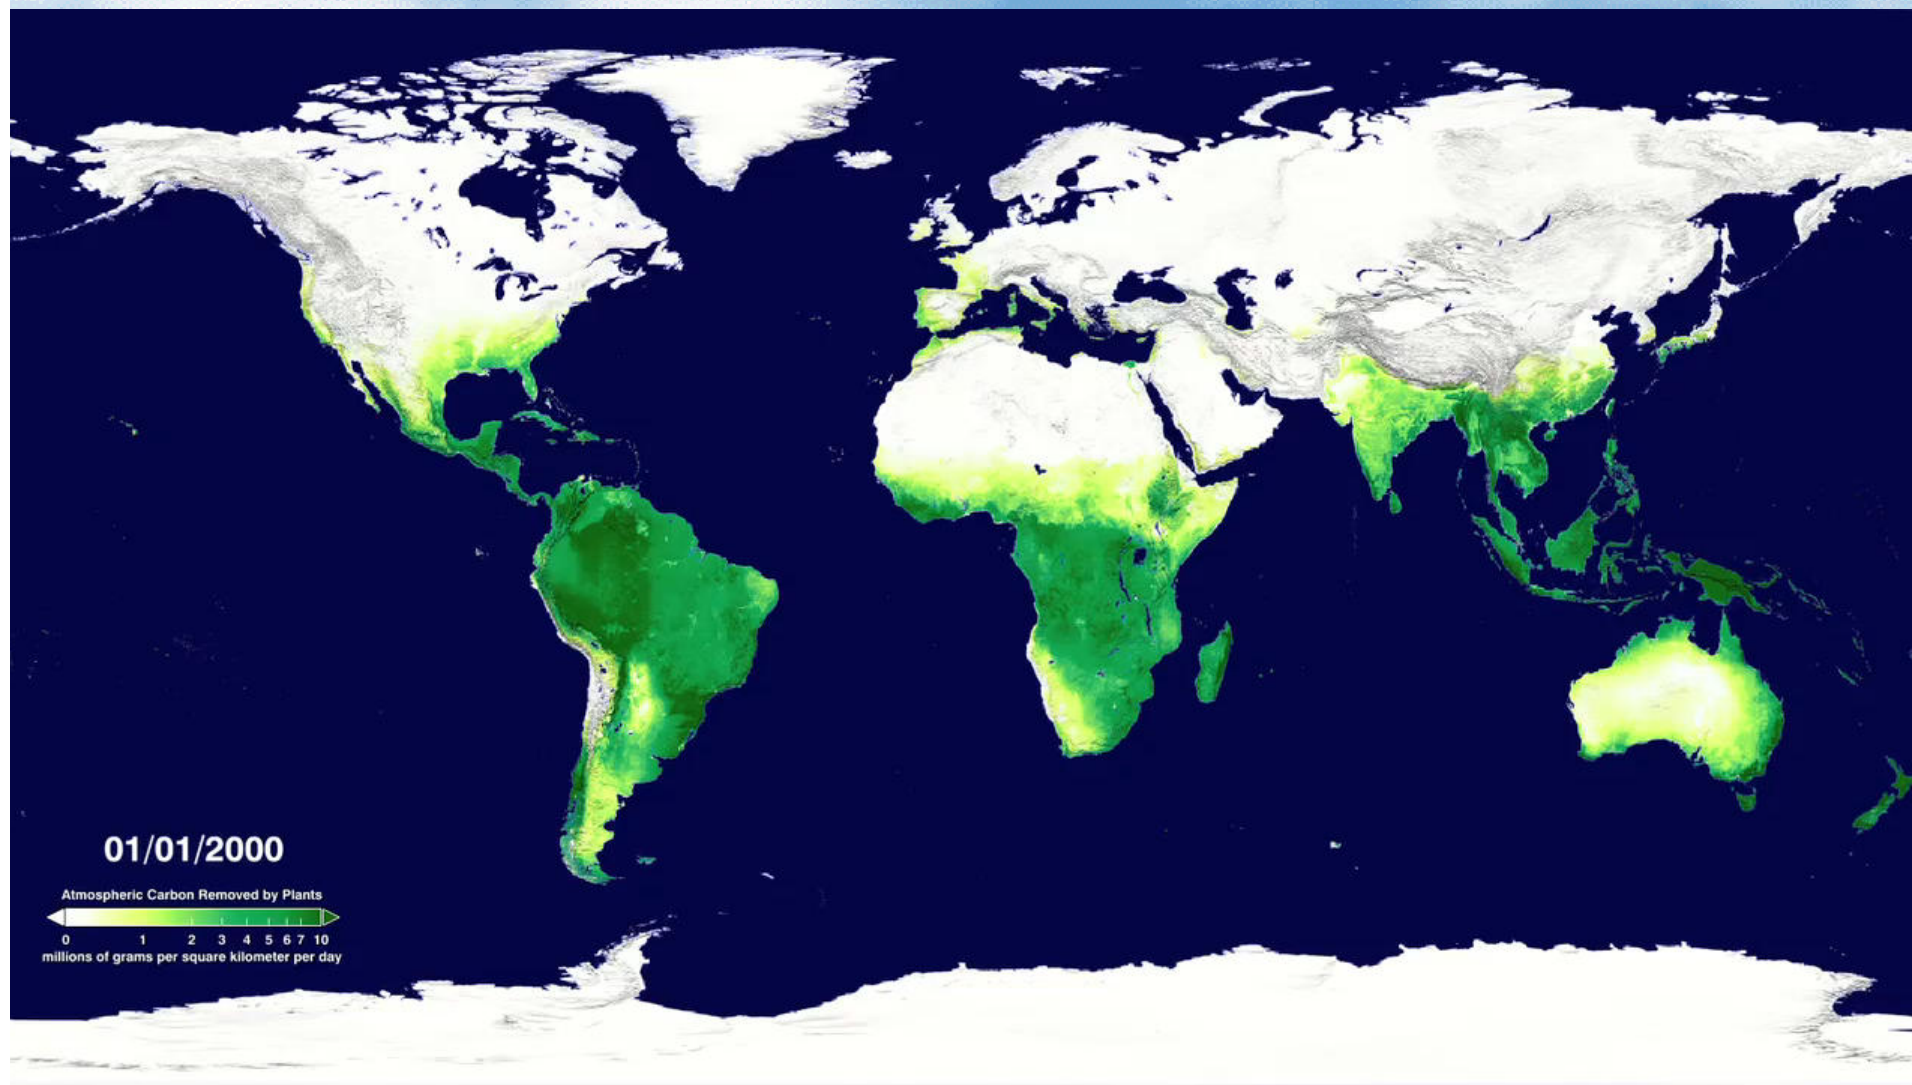 01/01/2000
Atmospheric Carbon Removed by Plants
0 1 2 3 4 5 6 7 10
millions of grams per square kilometer per day